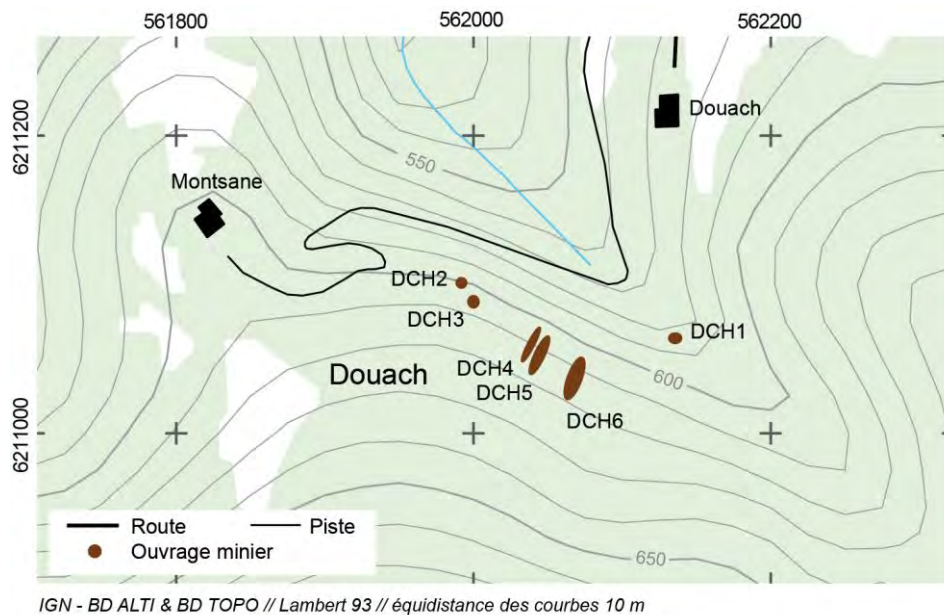 561800 562000 562200
6211200
6211000
Douach
550
Montsane
DCH2
DCH3
DCH1
DCH4
DCH5
DCH6
Douach
600
650
Route Piste
Ouvrage minier
IGN - BD ALTI & BD TOPO // Lambert 93 // équidistance des courbes 10 m